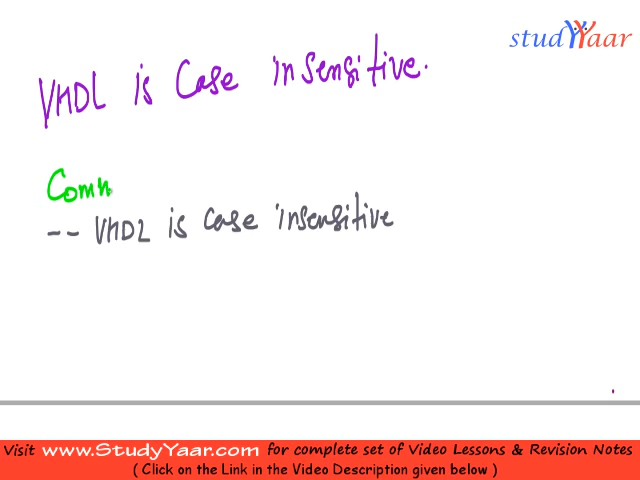 studYYaar
VHDL is Case insensitive.
Comm
-- VHDL is case insensitive
Visit www.StudyYaar.com for complete set of Video Lessons & Revision Notes
( Click on the Link in the Video Description given below )